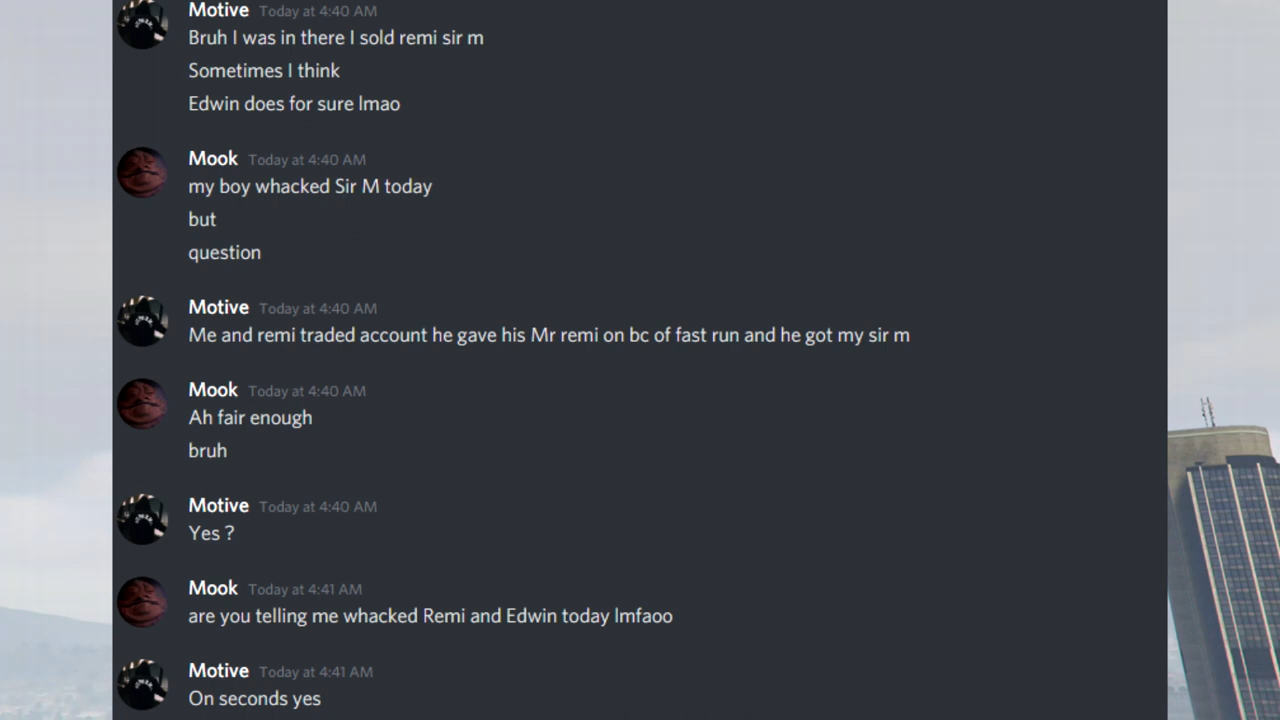 Motive Today at 4:40 AM
Bruh I was in there I sold remi sir m
Sometimes I think
Edwin does for sure lmao
Mook Today at 4:40 AM
my boy whacked Sir M today
but
question
Motive Today at 4:40 AM
Me and remi traded account he gave his Mr remi on bc of fast run and he got my sir m
Mook Today at 4:40 AM
Ah fair enough
bruh
Motive Today at 4:40 AM
Yes ?
Mook Today at 4:41 AM
are you telling me whacked Remi and Edwin today lmfaoo
Motive Today at 4:41 AM
On seconds yes